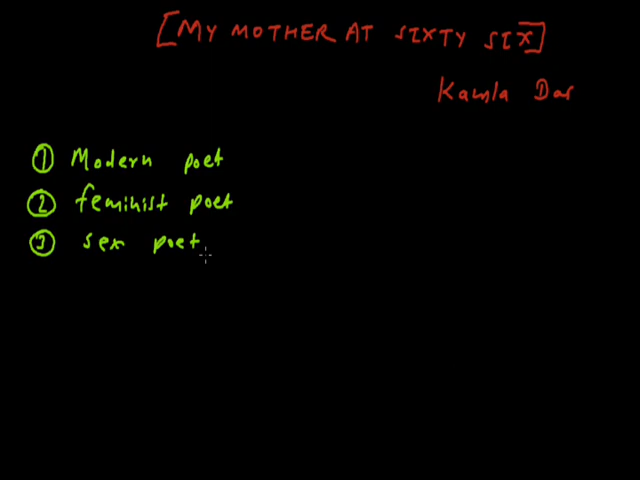 [MY MOTHER AT SIXTY SIX]
Kamla Das
① Modern poet
② feminist poet
③ sex poet